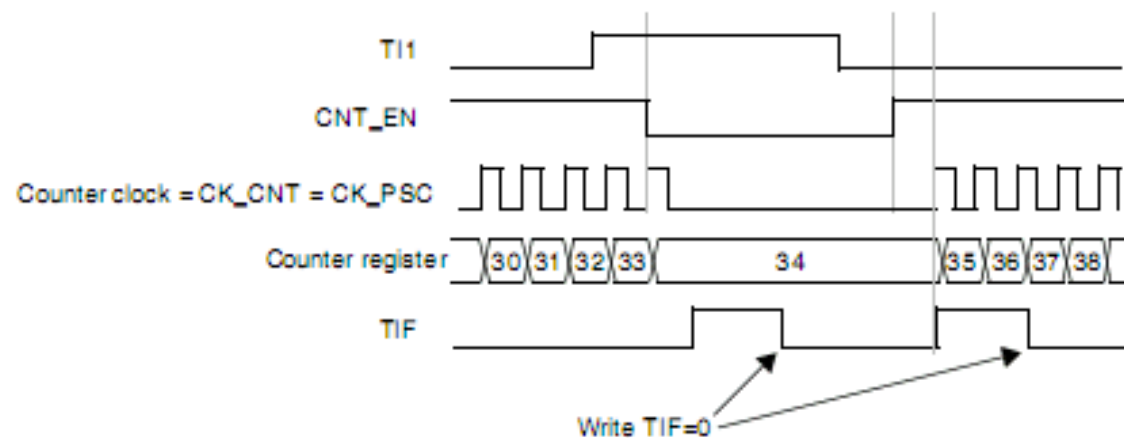 TI1
CNT_EN
Counter clock = CK_CNT = CK_PSC
Counter register 30 31 32 33 34 35 36 37 38
TIF
Write TIF=0